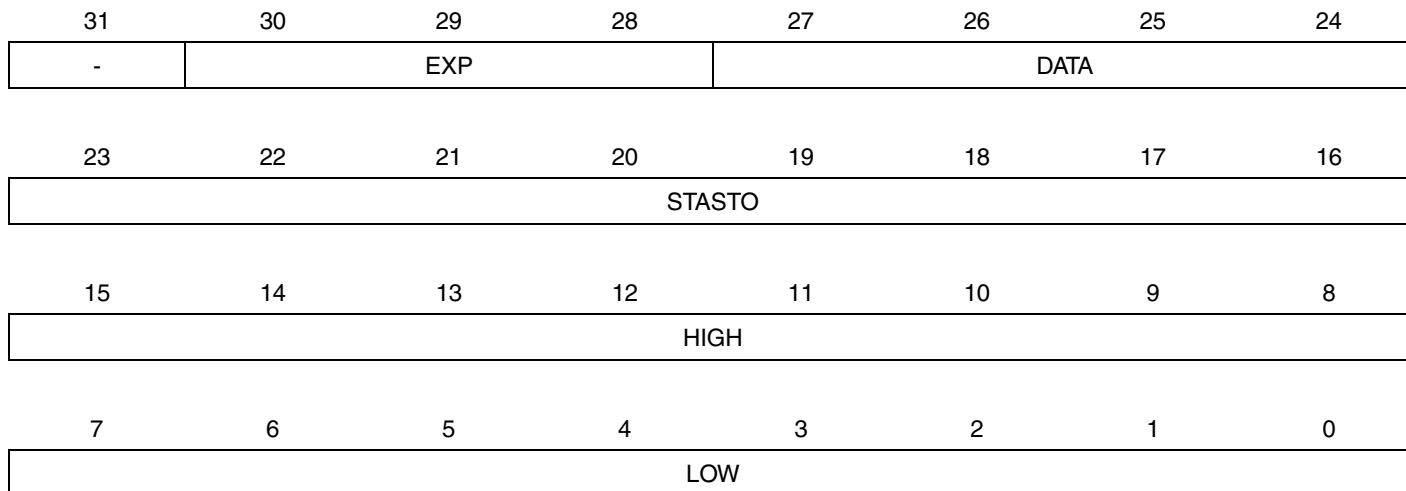 31 30 29 28 27 26 25 24
- EXP DATA
23 22 21 20 19 18 17 16
STASTO
15 14 13 12 11 10 9 8
HIGH
7 6 5 4 3 2 1 0
LOW